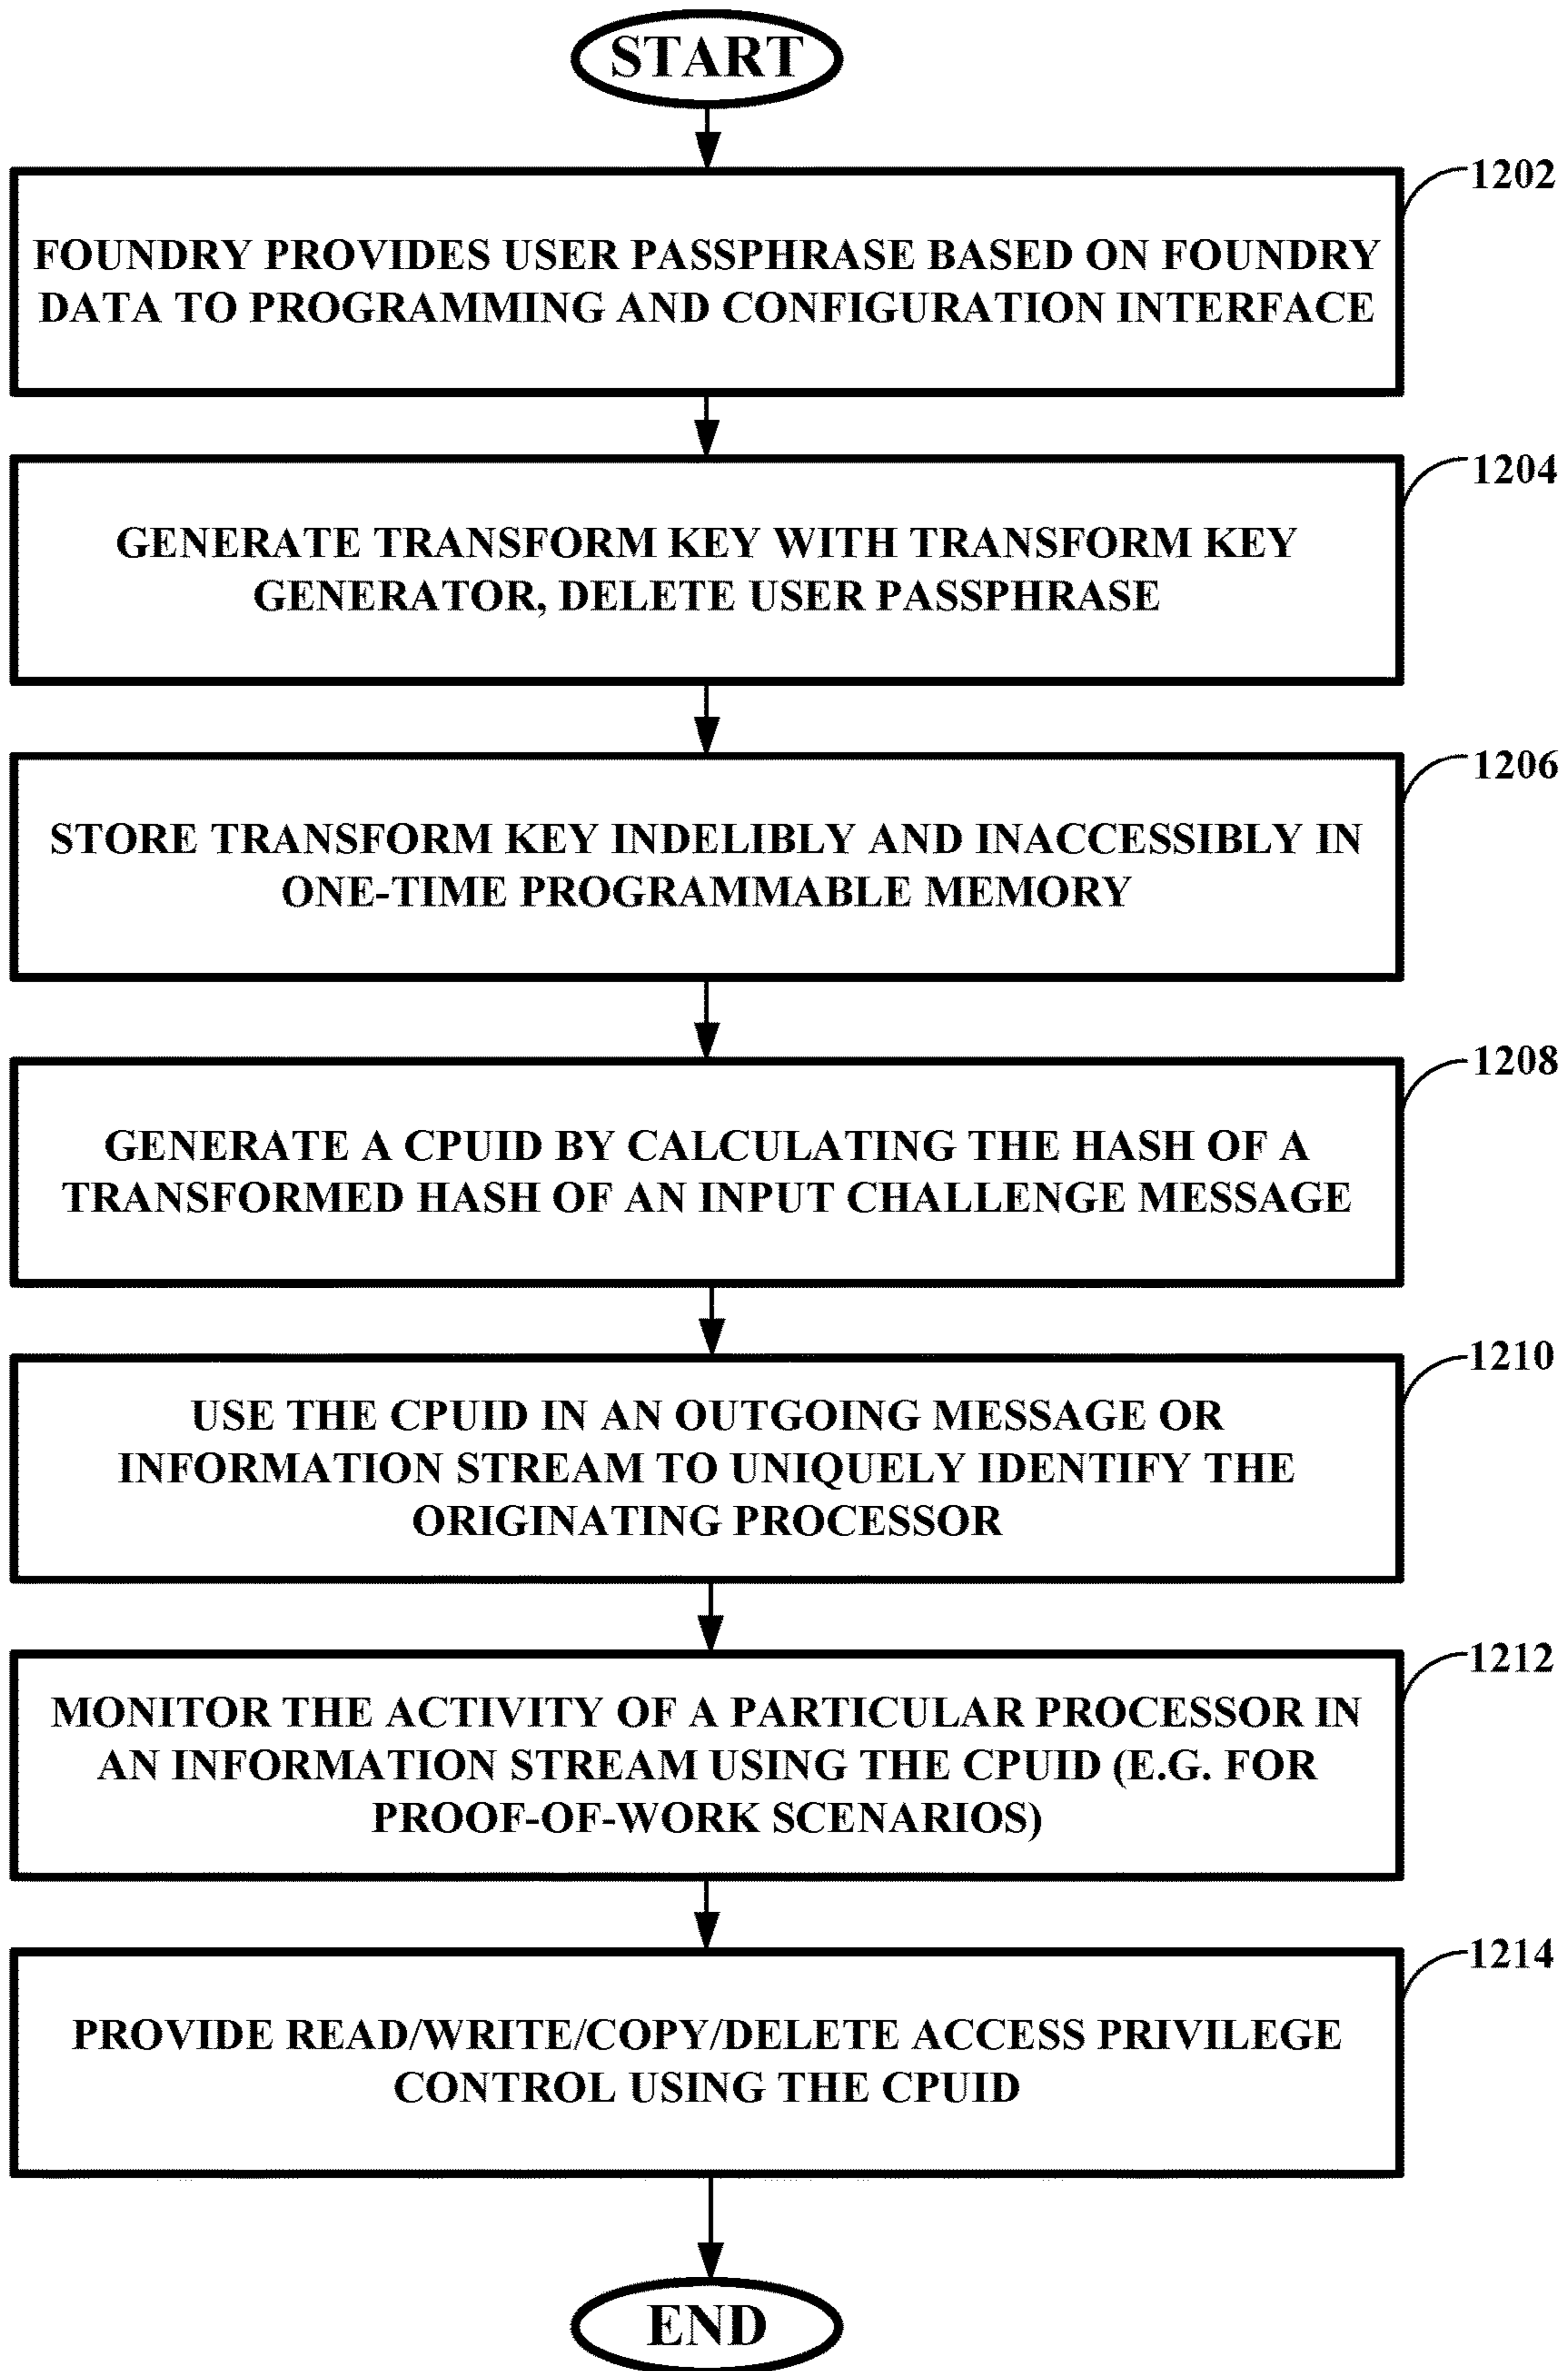 START
1202
FOUNDRY PROVIDES USER PASSPHRASE BASED ON FOUNDRY
DATA TO PROGRAMMING AND CONFIGURATION INTERFACE
1204
GENERATE TRANSFORM KEY WITH TRANSFORM KEY
GENERATOR, DELETE USER PASSPHRASE
1206
STORE TRANSFORM KEY INDELIBLY AND INACCESSIBLY IN
ONE-TIME PROGRAMMABLE MEMORY
1208
GENERATE A CPUID BY CALCULATING THE HASH OF A
TRANSFORMED HASH OF AN INPUT CHALLENGE MESSAGE
1210
USE THE CPUID IN AN OUTGOING MESSAGE OR
INFORMATION STREAM TO UNIQUELY IDENTIFY THE
ORIGINATING PROCESSOR
1212
MONITOR THE ACTIVITY OF A PARTICULAR PROCESSOR IN
AN INFORMATION STREAM USING THE CPUID (E.G. FOR
PROOF-OF-WORK SCENARIOS)
1214
PROVIDE READ/WRITE/COPY/DELETE ACCESS PRIVILEGE
CONTROL USING THE CPUID
END